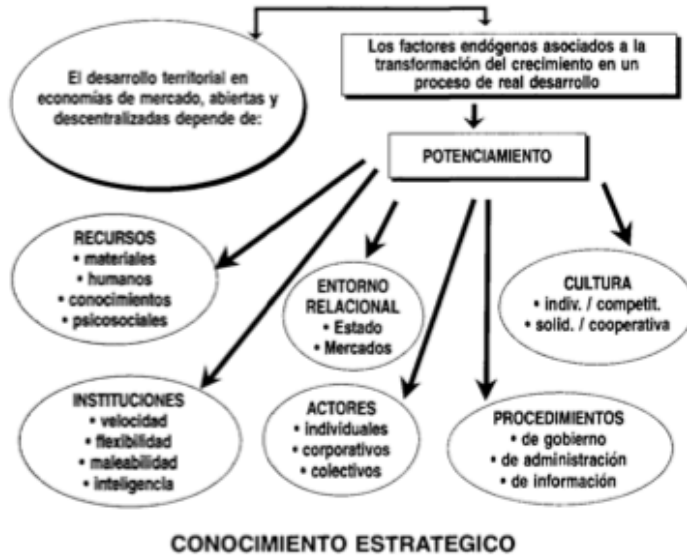 El desarrollo territorial en
economías de mercado, abiertas y
descentralizadas depende de:
Los factores endógenos asociados a la
transformación del crecimiento en un
proceso de real desarrollo
POTENCIAMIENTO
RECURSOS
• materiales
• humanos
• conocimientos
• psicosociales
ENTORNO
RELACIONAL
• Estado
• Mercados
CULTURA
• indiv. / competit.
• solid. / cooperativa
INSTITUCIONES
• velocidad
• flexibilidad
• maleabilidad
• inteligencia
ACTORES
• individuales
• corporativos
• colectivos
PROCEDIMIENTOS
• de gobierno
• de administración
• de información
CONOCIMIENTO ESTRATEGICO